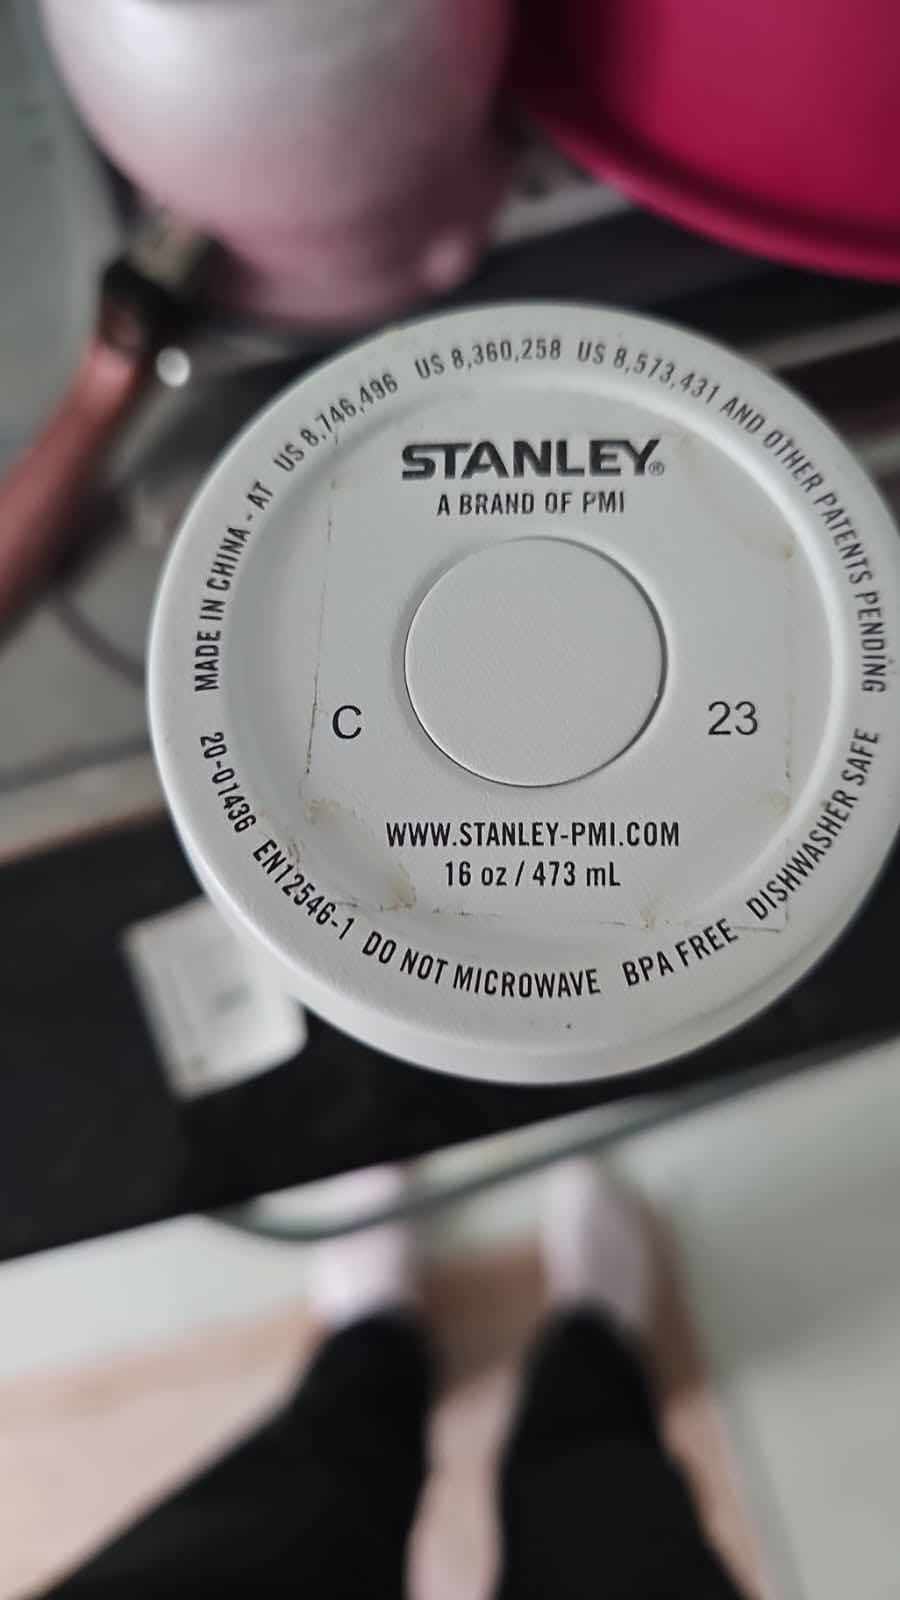 MADE IN CHINA - AT US 8,746,496 US 8,360,258 US 8,573,431 AND OTHER PATENTS PENDING
STANLEY®
A BRAND OF PMI
C 23
WWW.STANLEY-PMI.COM
16 oz / 473 mL
20-01436 EN12546-1 DO NOT MICROWAVE BPA FREE DISHWASHER SAFE